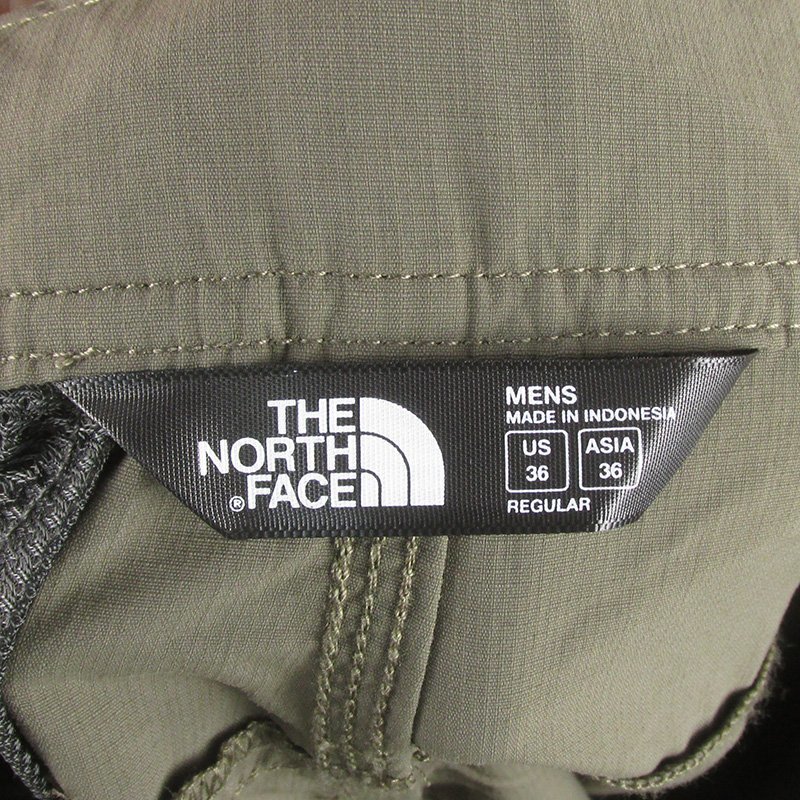 THE
NORTH
®FACE
MENS
MADE IN INDONESIA
US ASIA
36 36
REGULAR